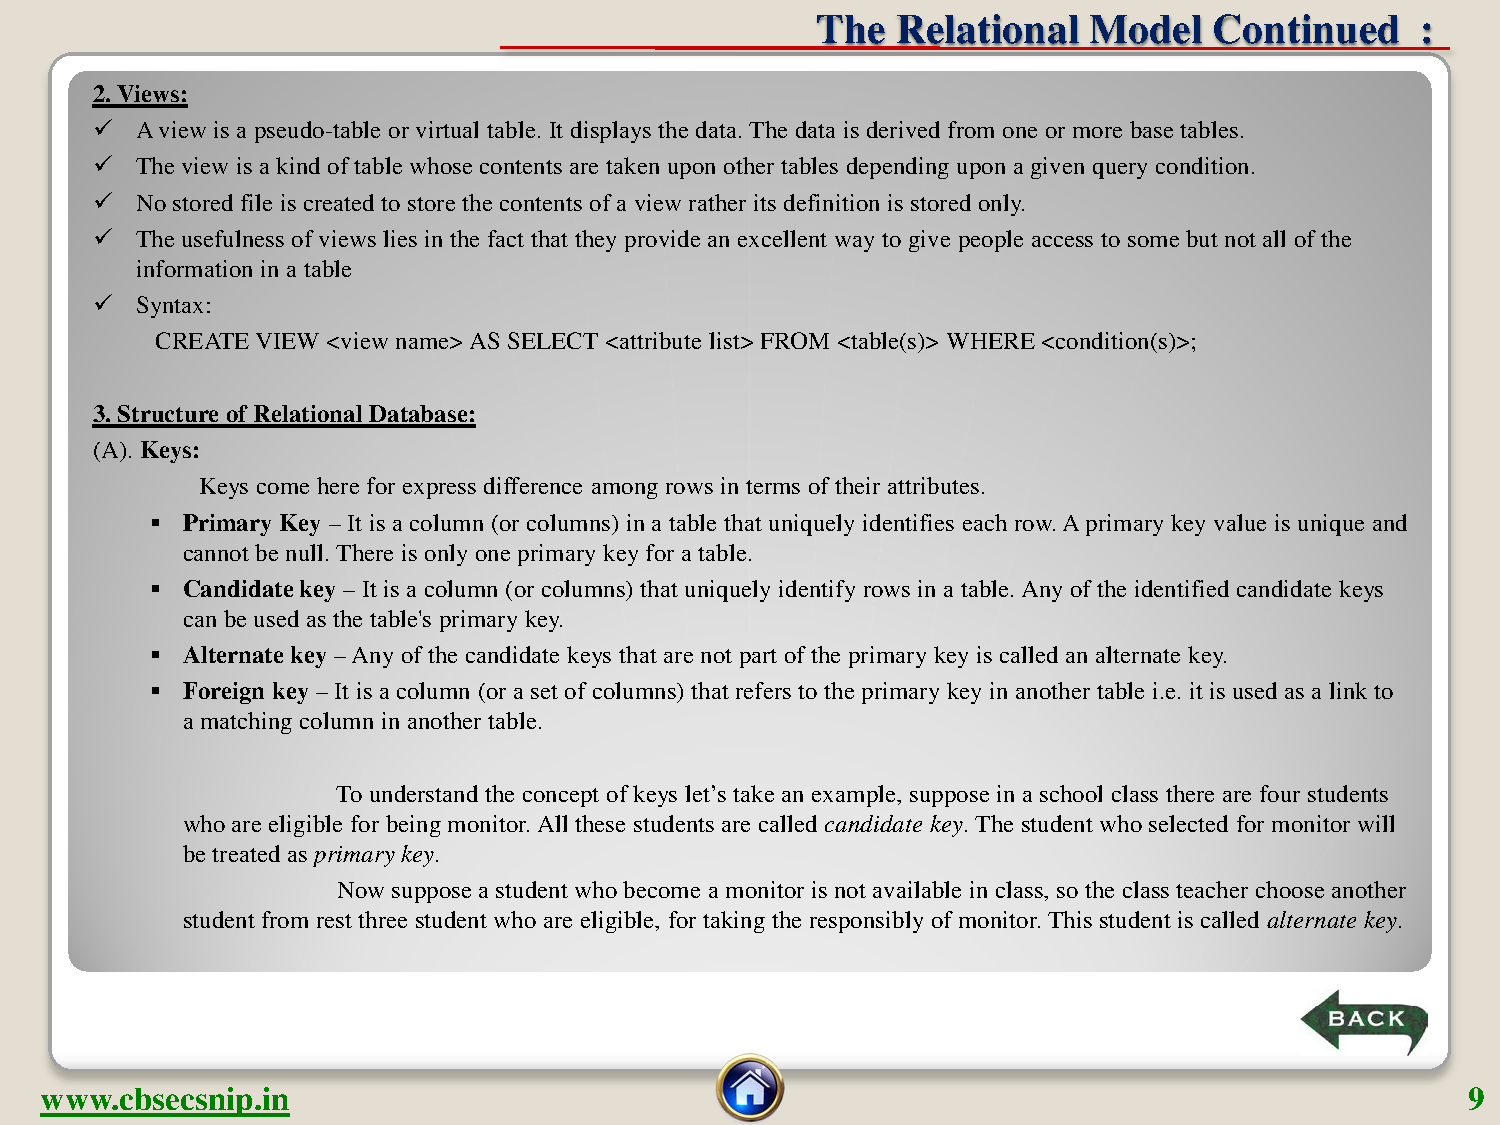 The Relational Model Continued :
2. Views:
✓ A view is a pseudo-table or virtual table. It displays the data. The data is derived from one or more base tables.
✓ The view is a kind of table whose contents are taken upon other tables depending upon a given query condition.
✓ No stored file is created to store the contents of a view rather its definition is stored only.
✓ The usefulness of views lies in the fact that they provide an excellent way to give people access to some but not all of the
information in a table
✓ Syntax:
CREATE VIEW <view name> AS SELECT <attribute list> FROM <table(s)> WHERE <condition(s)>;
3. Structure of Relational Database:
(A). Keys:
Keys come here for express difference among rows in terms of their attributes.
▪ Primary Key – It is a column (or columns) in a table that uniquely identifies each row. A primary key value is unique and
cannot be null. There is only one primary key for a table.
▪ Candidate key – It is a column (or columns) that uniquely identify rows in a table. Any of the identified candidate keys
can be used as the table's primary key.
▪ Alternate key – Any of the candidate keys that are not part of the primary key is called an alternate key.
▪ Foreign key – It is a column (or a set of columns) that refers to the primary key in another table i.e. it is used as a link to
a matching column in another table.
To understand the concept of keys let’s take an example, suppose in a school class there are four students
who are eligible for being monitor. All these students are called candidate key. The student who selected for monitor will
be treated as primary key.
Now suppose a student who become a monitor is not available in class, so the class teacher choose another
student from rest three student who are eligible, for taking the responsibly of monitor. This student is called alternate key.
BACK
www.cbsecsnip.in
9